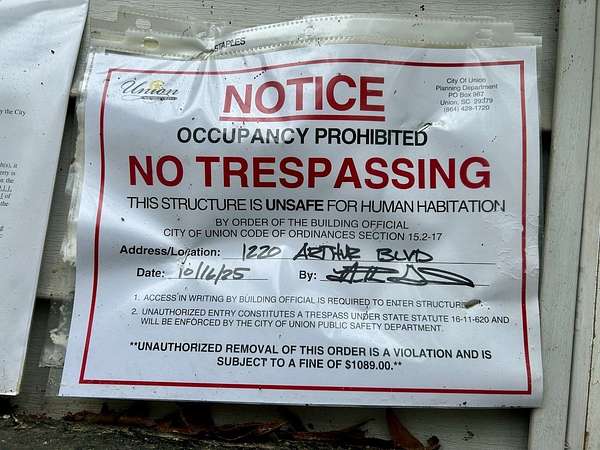 STAPLES
Union
City Of Union
Planning Department
PO Box 987
Union, SC 29379
(864) 429-1720
NOTICE
OCCUPANCY PROHIBITED
NO TRESPASSING
THIS STRUCTURE IS UNSAFE FOR HUMAN HABITATION
BY ORDER OF THE BUILDING OFFICIAL
CITY OF UNION CODE OF ORDINANCES SECTION 15.2-17
Address/Location: 1220 ARTHUR BLVD
Date: 10/16/25 By:
1. ACCESS IN WRITING BY BUILDING OFFICIAL IS REQUIRED TO ENTER STRUCTURE
2. UNAUTHORIZED ENTRY CONSTITUTES A TRESPASS UNDER STATE STATUTE 16-11-620 AND
WILL BE ENFORCED BY THE CITY OF UNION PUBLIC SAFETY DEPARTMENT.
**UNAUTHORIZED REMOVAL OF THIS ORDER IS A VIOLATION AND IS
SUBJECT TO A FINE OF $1089.00.**
by the City